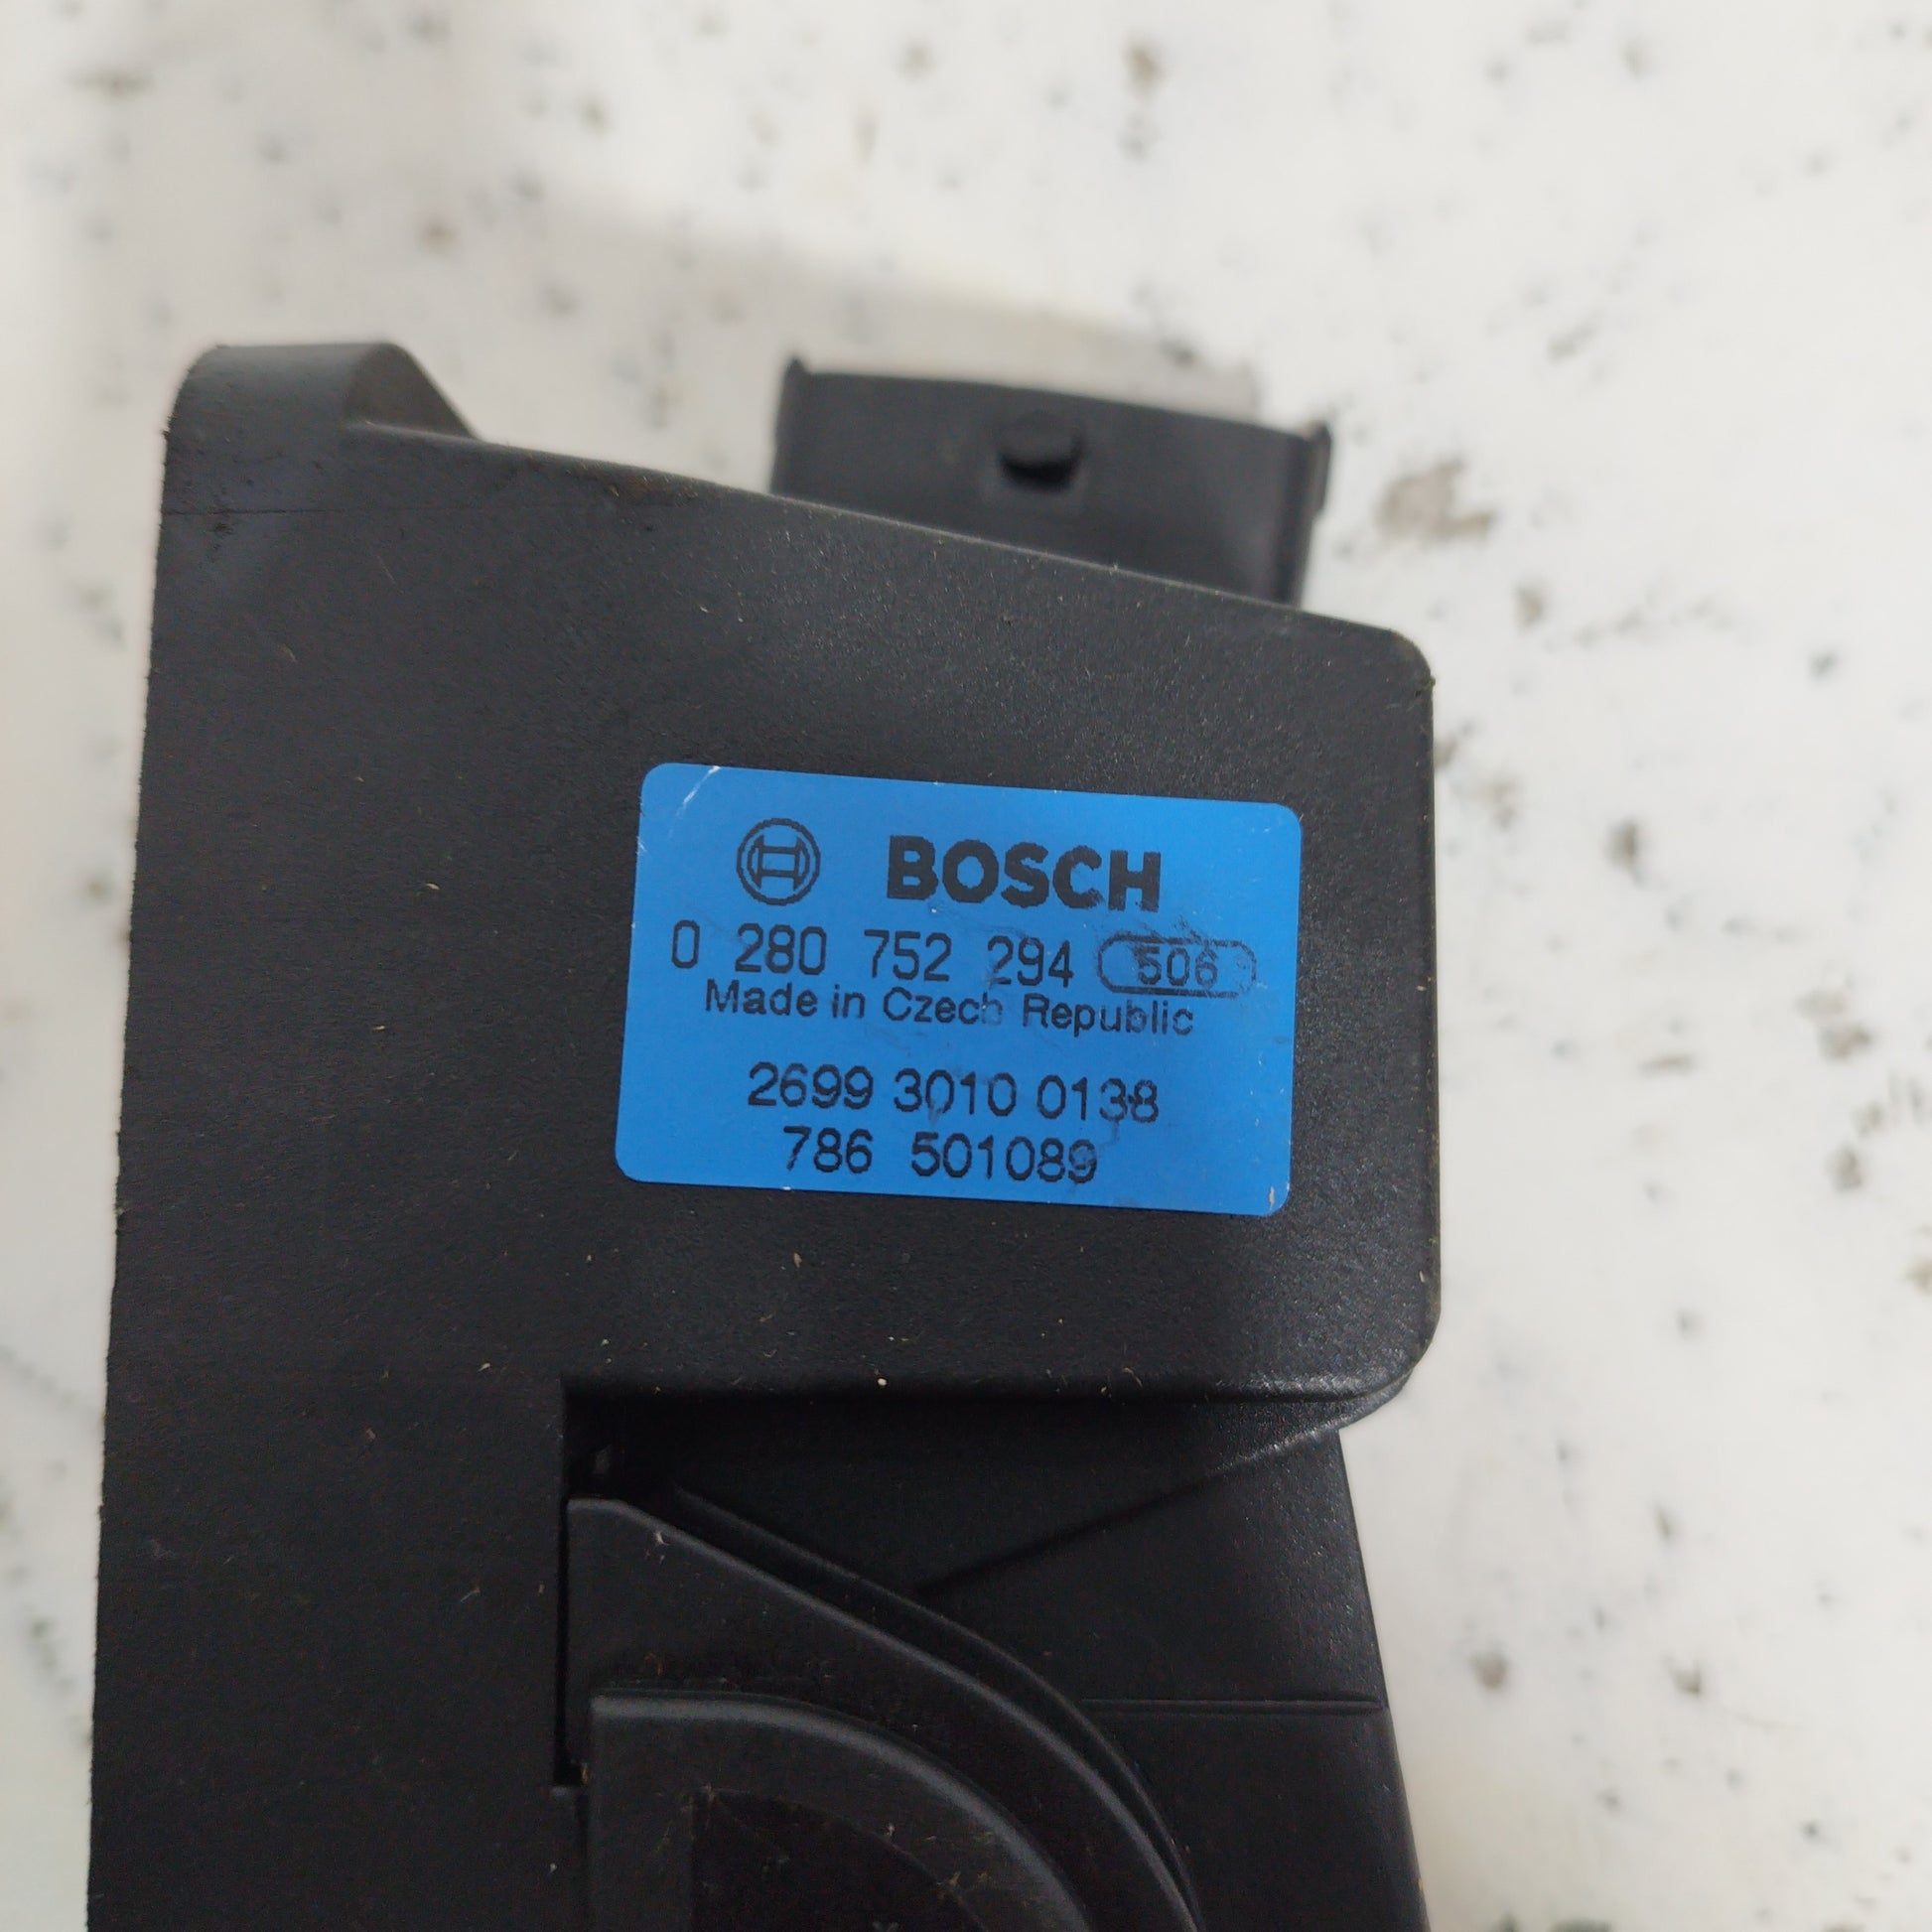 BOSCH
0 280 752 294 506
Made in Czech Republic
2699 3010 0138
786 501089